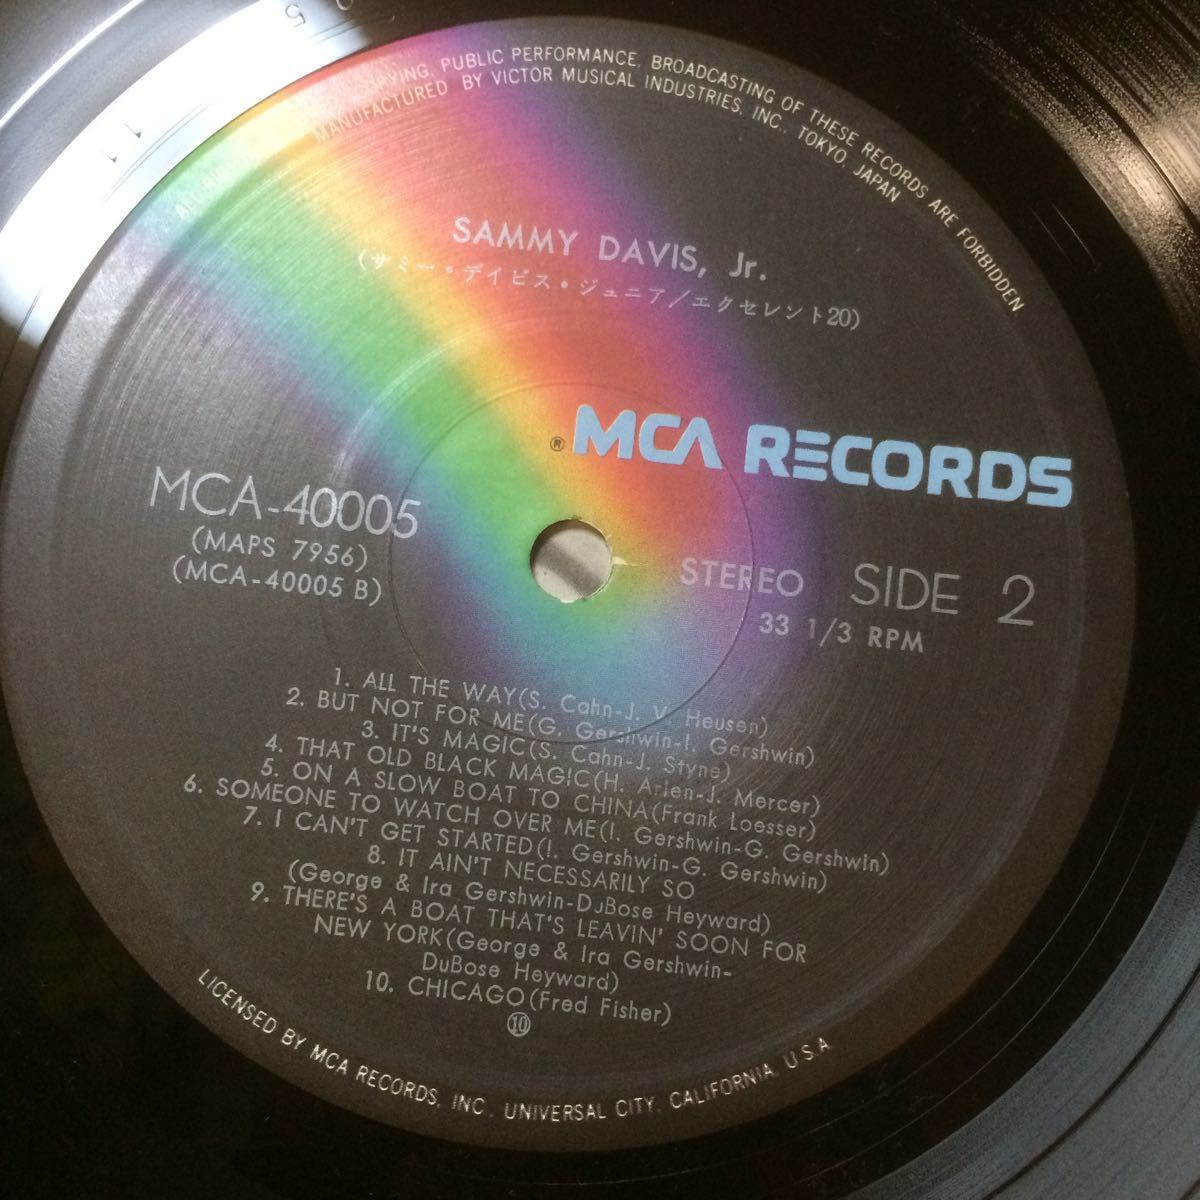 COPYING, PUBLIC PERFORMANCE, BROADCASTING OF THESE RECORDS ARE FORBIDDEN
MANUFACTURED BY VICTOR MUSICAL INDUSTRIES, INC., TOKYO, JAPAN
SAMMY DAVIS, Jr.
(サミー・デイビス・ジュニア/エクセレント20)
® MCA RECORDS
MCA-40005
(MAPS 7956)
(MCA-40005 B)
STEREO SIDE 2
33 1/3 RPM
1. ALL THE WAY(S. Cahn-J. V. Heusen)
2. BUT NOT FOR ME(G. Gershwin-I. Gershwin)
3. IT'S MAGIC(S. Cahn-J. Styne)
4. THAT OLD BLACK MAGIC(H. Arlen-J. Mercer)
5. ON A SLOW BOAT TO CHINA(Frank Loesser)
6. SOMEONE TO WATCH OVER ME(I. Gershwin-G. Gershwin)
7. I CAN'T GET STARTED(I. Gershwin-G. Gershwin)
8. IT AIN'T NECESSARILY SO
(George & Ira Gershwin-DuBose Heyward)
9. THERE'S A BOAT THAT'S LEAVIN' SOON FOR
NEW YORK(George & Ira Gershwin-
DuBose Heyward)
10. CHICAGO(Fred Fisher)
⑩
LICENSED BY MCA RECORDS, INC. UNIVERSAL CITY, CALIFORNIA, U.S.A.